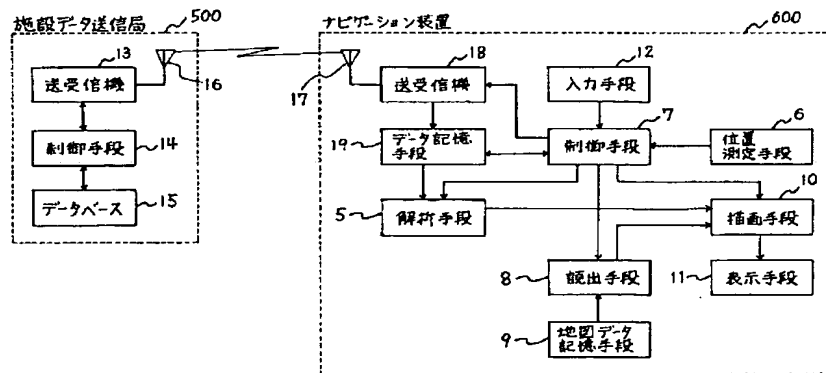 施設データ送信局
500
ナビゲーション装置
600
13
送受信機
16
17
18
送受信機
12
入力手段
7
制御手段
14
19
データ記憶
手段
制御手段
6
位置
測定手段
データベース
15
5
解析手段
10
描画手段
8
読出手段
11
表示手段
9
地図データ
記憶手段